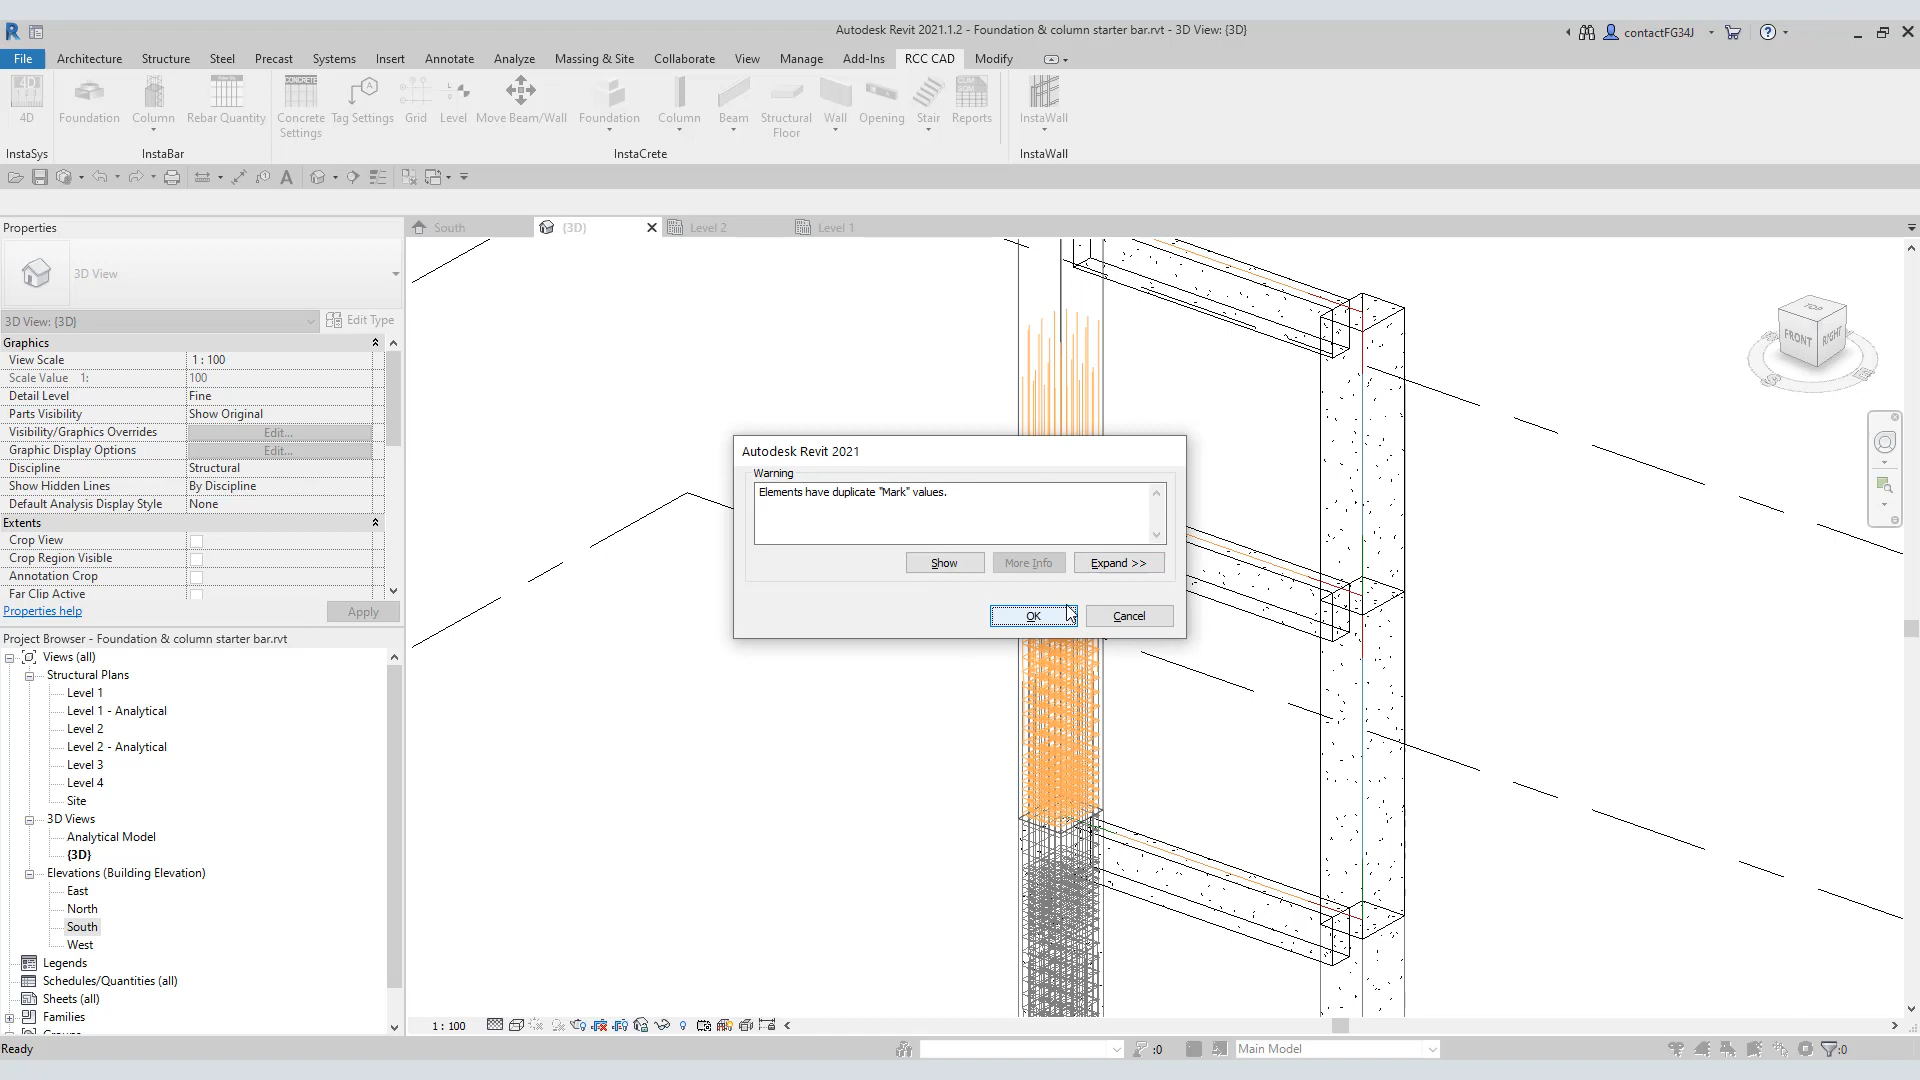 Autodesk Revit 2021.1.2 - Foundation & column starter bar.rvt - 3D View: {3D}
contactFG34J
File Architecture Structure Steel Precast Systems Insert Annotate Analyze Massing & Site Collaborate View Manage Add-Ins RCC CAD Modify
4D Foundation Column Rebar Quantity Concrete Settings Tag Settings Grid Level Move Beam/Wall Foundation Column Beam Structural Floor Wall Opening Stair Reports InstaWall
InstaSys InstaBar InstaCrete InstaWall
Properties
South {3D} Level 2 Level 1
3D View
3D View: {3D} Edit Type
Graphics
View Scale 1 : 100
Scale Value 1: 100
Detail Level Fine
Parts Visibility Show Original
Visibility/Graphics Overrides Edit...
Graphic Display Options Edit...
Discipline Structural
Show Hidden Lines By Discipline
Default Analysis Display Style None
Extents
Crop View
Crop Region Visible
Annotation Crop
Far Clip Active
Properties help Apply
Project Browser - Foundation & column starter bar.rvt
Views (all)
Structural Plans
Level 1
Level 1 - Analytical
Level 2
Level 2 - Analytical
Level 3
Level 4
Site
3D Views
Analytical Model
{3D}
Elevations (Building Elevation)
East
North
South
West
Legends
Schedules/Quantities (all)
Sheets (all)
Families
TOP
FRONT RIGHT
Autodesk Revit 2021
Warning
Elements have duplicate "Mark" values.
Show More Info Expand >>
OK Cancel
1 : 100
Ready :0 Main Model :0